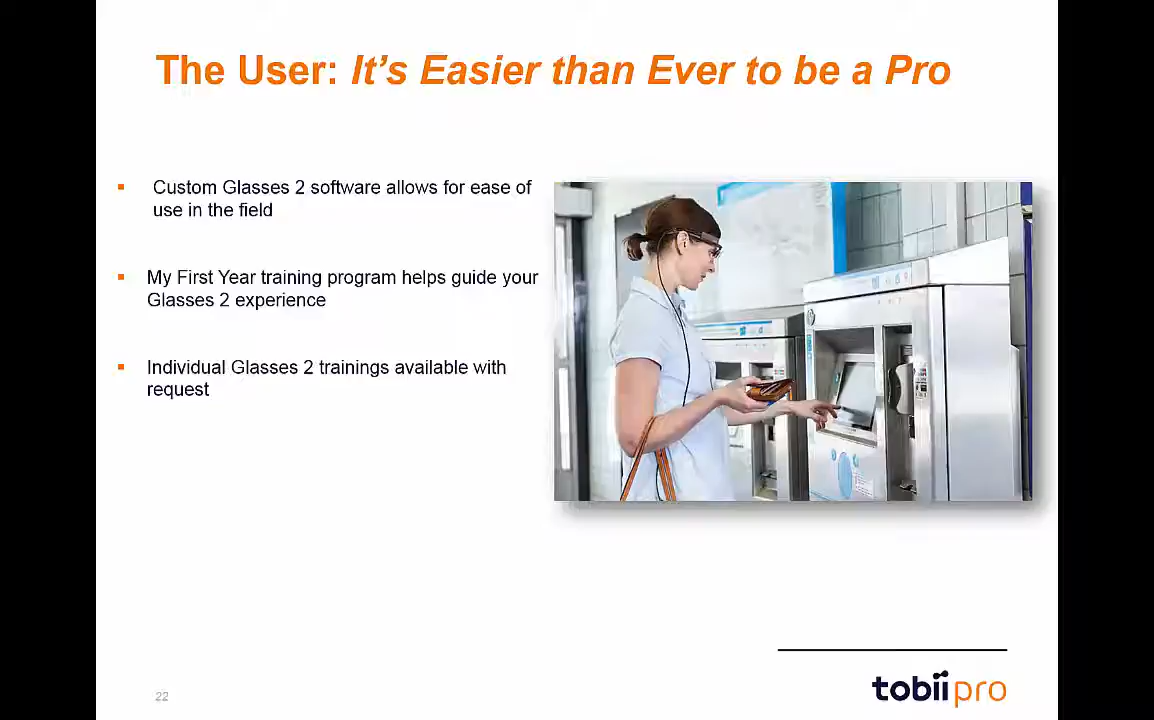 The User: It’s Easier than Ever to be a Pro
Custom Glasses 2 software allows for ease of
use in the field
My First Year training program helps guide your
Glasses 2 experience
Individual Glasses 2 trainings available with
request
22
tobii pro